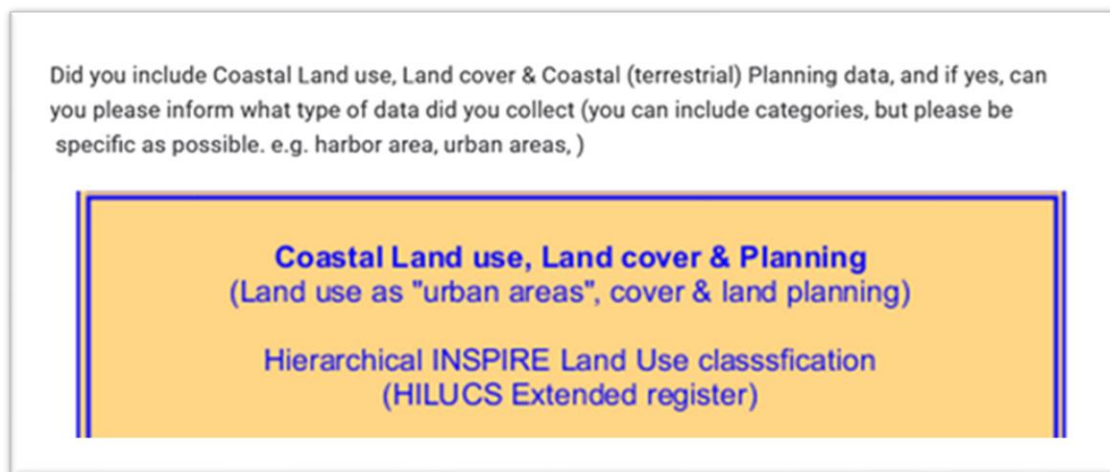 Did you include Coastal Land use, Land cover & Coastal (terrestrial) Planning data, and if yes, can
you please inform what type of data did you collect (you can include categories, but please be
specific as possible. e.g. harbor area, urban areas, )
Coastal Land use, Land cover & Planning
(Land use as "urban areas", cover & land planning)
Hierarchical INSPIRE Land Use classsfication
(HILUCS Extended register)